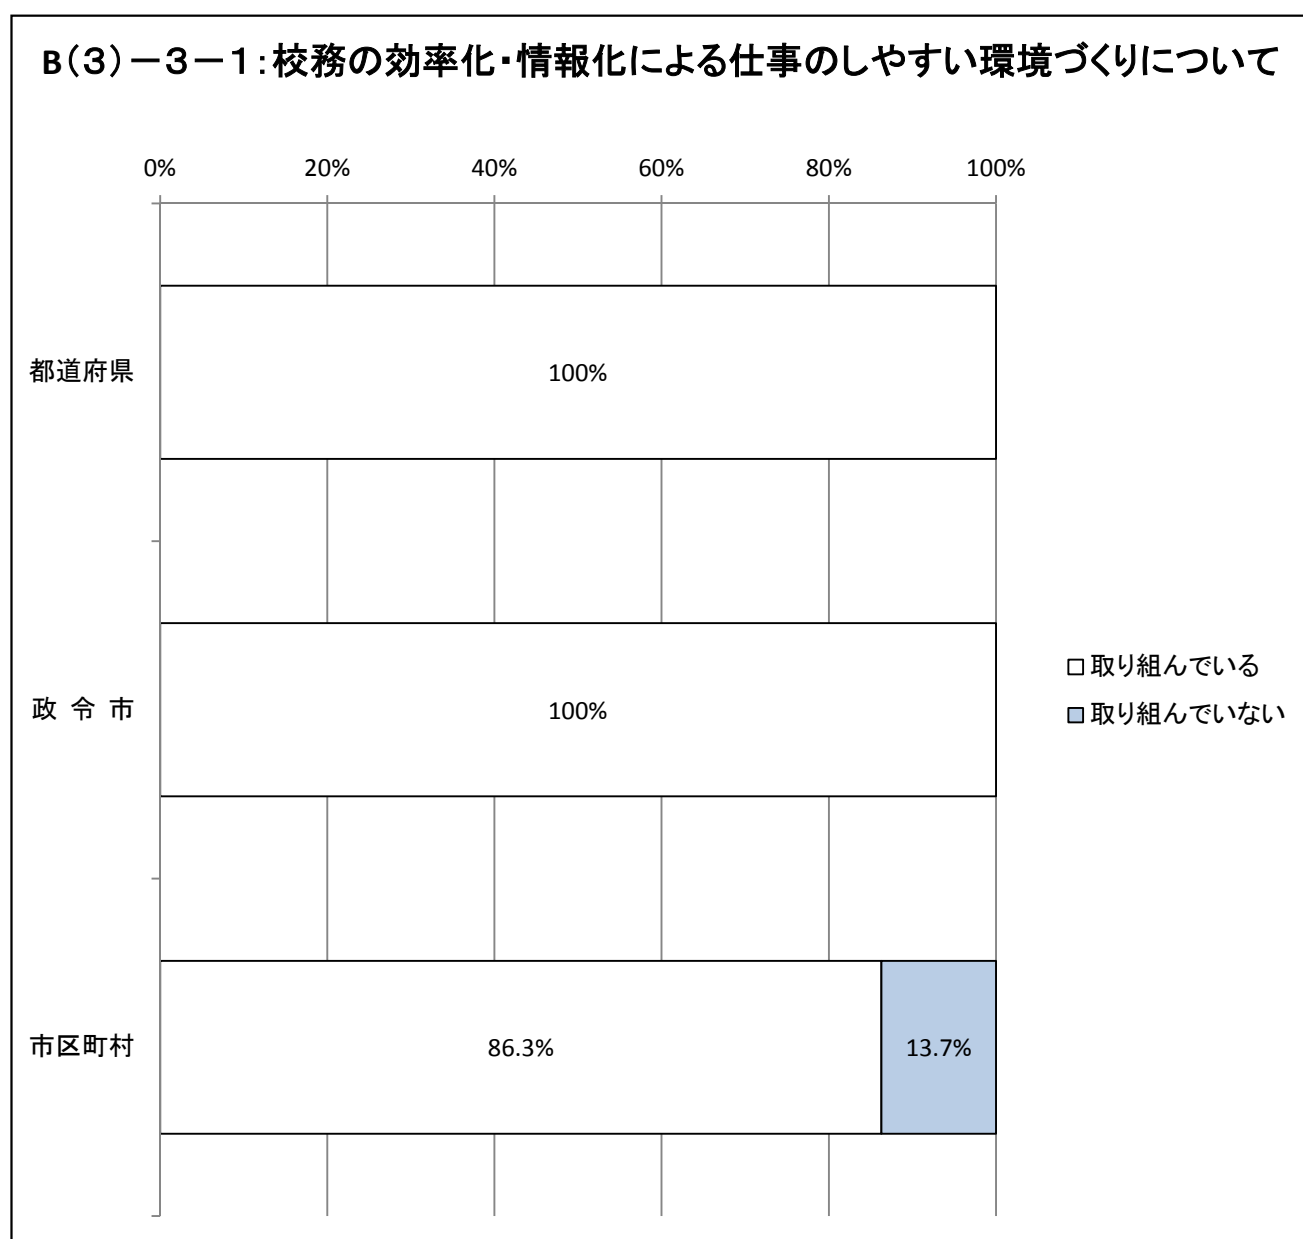 B(3)－3－1：校務の効率化・情報化による仕事のしやすい環境づくりについて
0% 20% 40% 60% 80% 100%
都道府県 100%
政 令 市 100%
取り組んでいる
取り組んでいない
市区町村 86.3% 13.7%